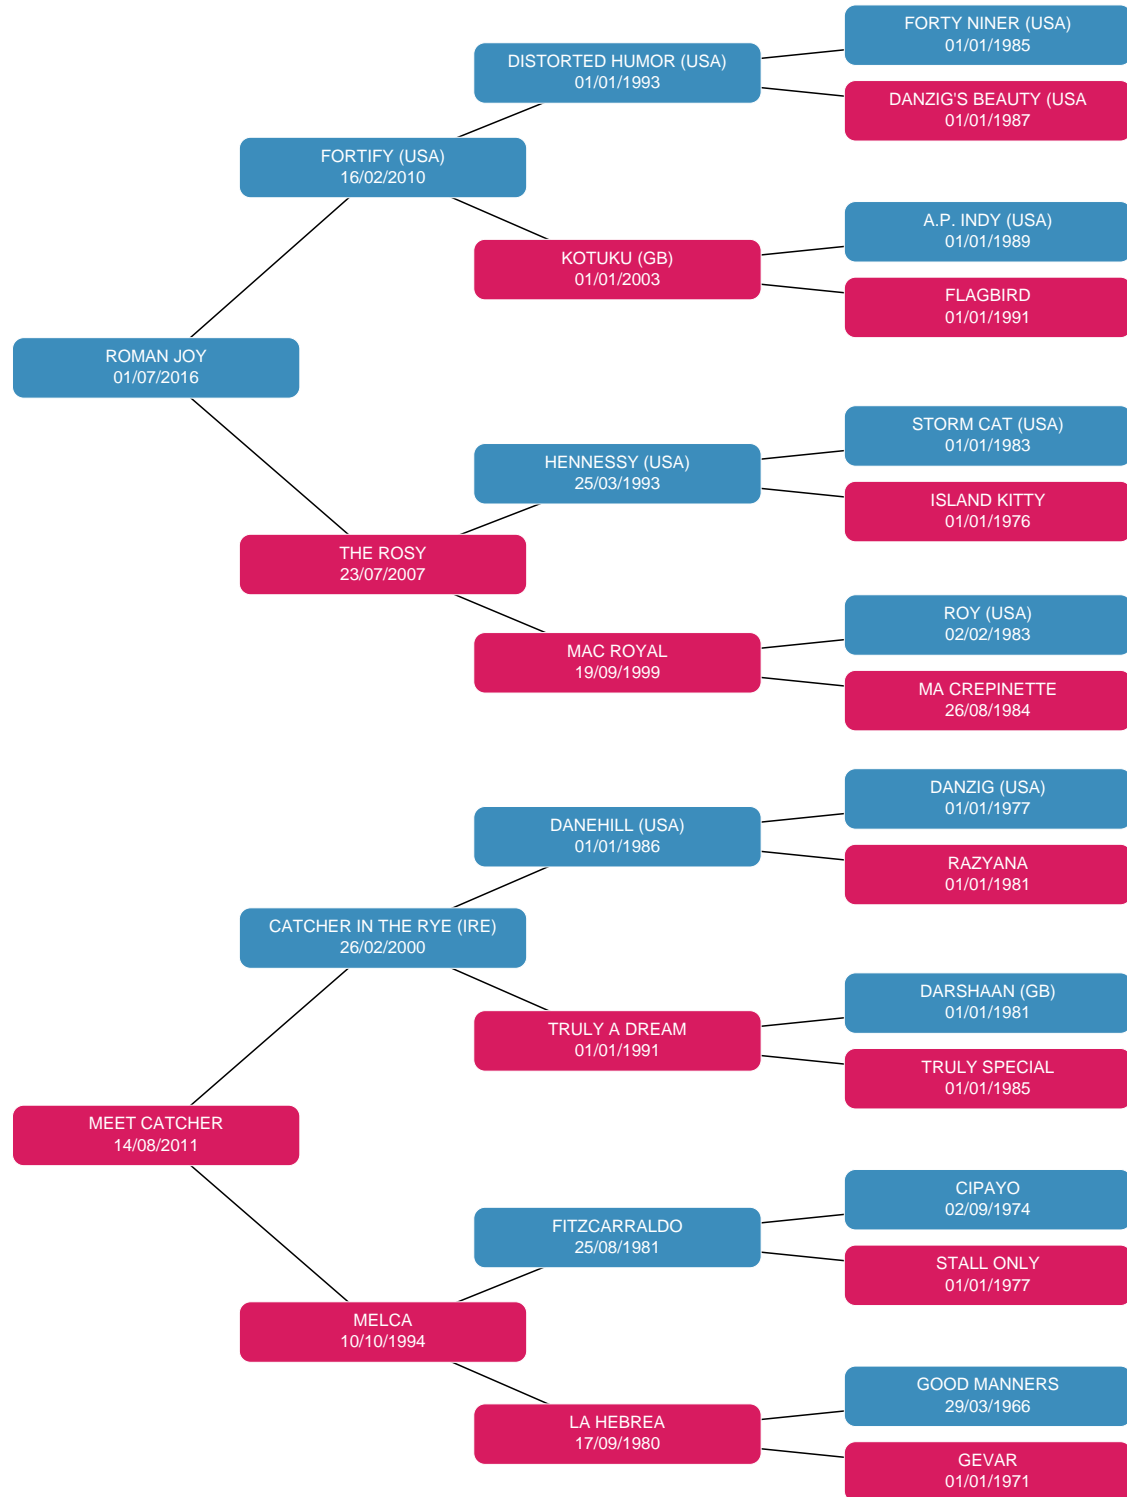 FORTY NINER (USA)
01/01/1985
DISTORTED HUMOR (USA)
01/01/1993
DANZIG'S BEAUTY (USA
01/01/1987
FORTIFY (USA)
16/02/2010
A.P. INDY (USA)
01/01/1989
KOTUKU (GB)
01/01/2003
FLAGBIRD
01/01/1991
ROMAN JOY
01/07/2016
STORM CAT (USA)
01/01/1983
HENNESSY (USA)
25/03/1993
ISLAND KITTY
01/01/1976
THE ROSY
23/07/2007
ROY (USA)
02/02/1983
MAC ROYAL
19/09/1999
MA CREPINETTE
26/08/1984
DANZIG (USA)
01/01/1977
DANEHILL (USA)
01/01/1986
RAZYANA
01/01/1981
CATCHER IN THE RYE (IRE)
26/02/2000
DARSHAAN (GB)
01/01/1981
TRULY A DREAM
01/01/1991
TRULY SPECIAL
01/01/1985
MEET CATCHER
14/08/2011
CIPAYO
02/09/1974
FITZCARRALDO
25/08/1981
STALL ONLY
01/01/1977
MELCA
10/10/1994
GOOD MANNERS
29/03/1966
LA HEBREA
17/09/1980
GEVAR
01/01/1971